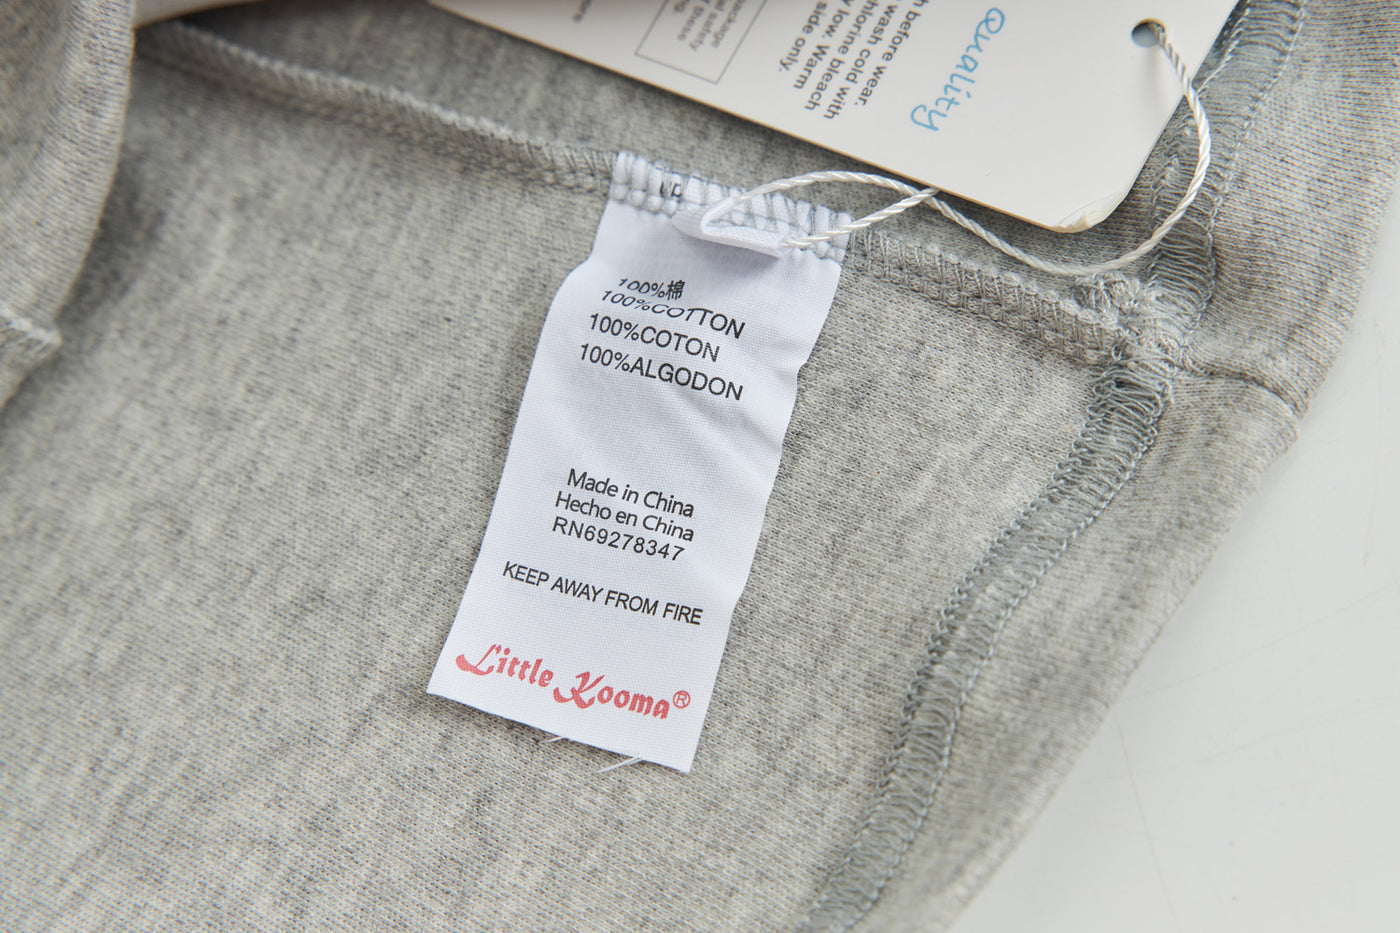 Quality
h before wear.
wash cold with
hlorine bleach
low. Warm
side only.
100%棉
100%COTTON
100%COTON
100%ALGODON
Made in China
Hecho en China
RN69278347
KEEP AWAY FROM FIRE
Little Kooma®